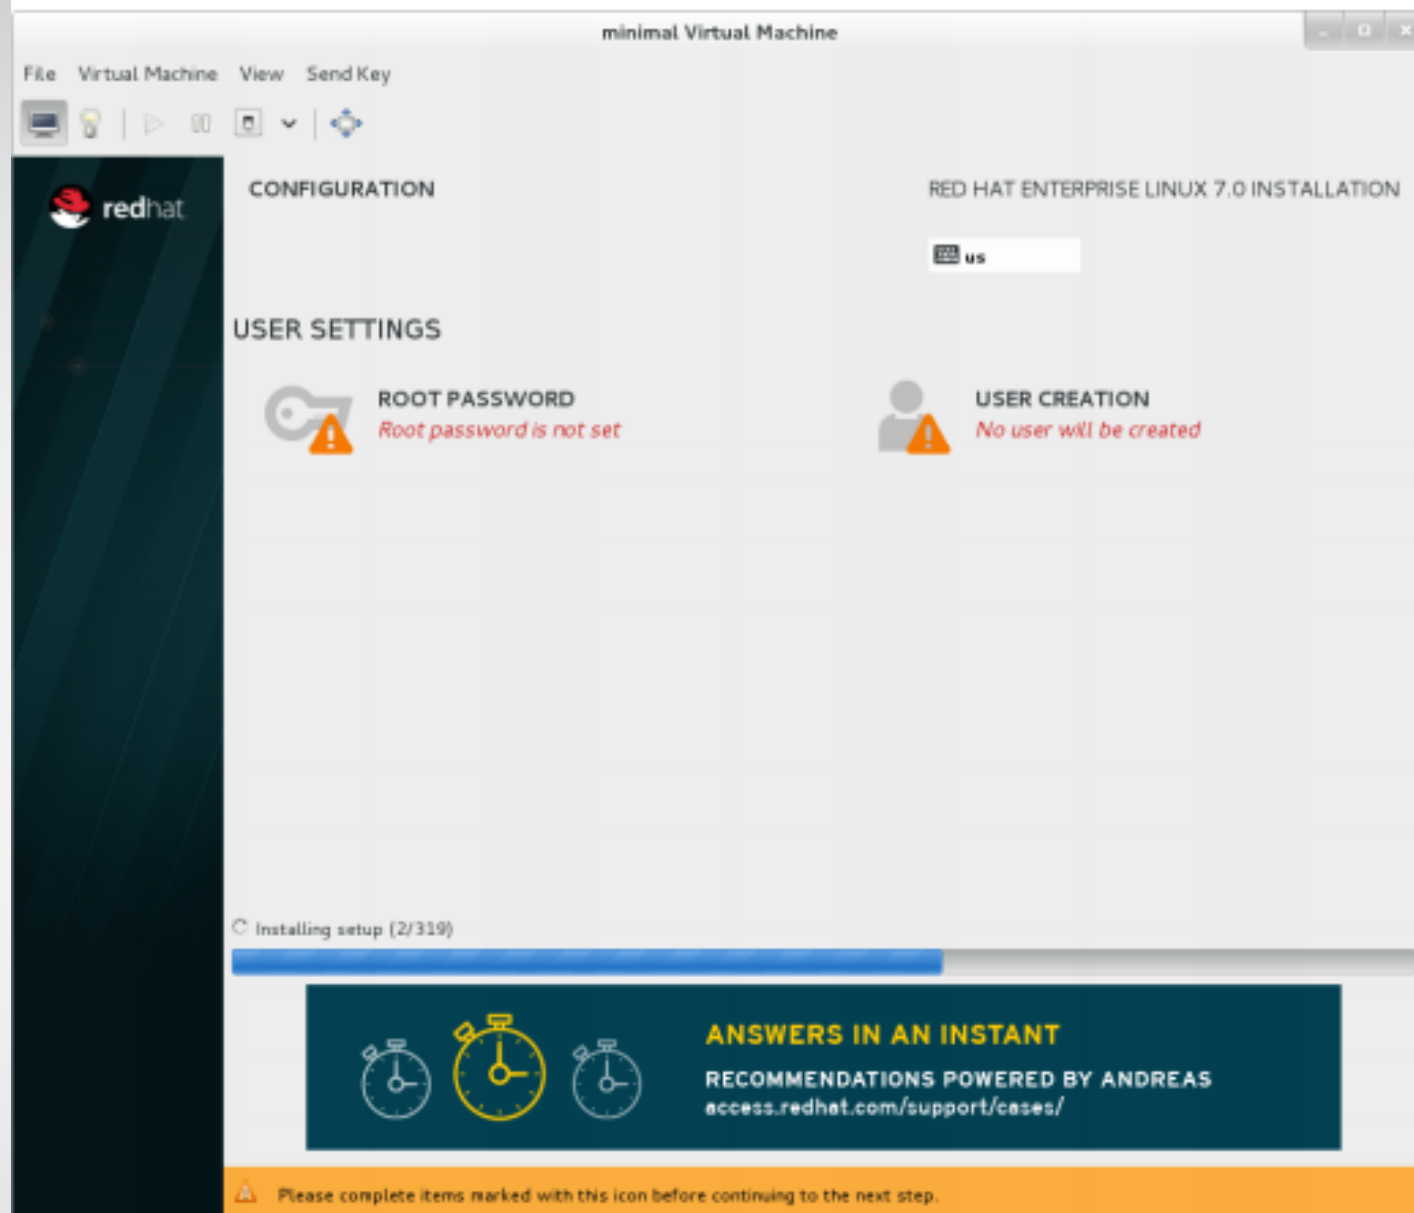 minimal Virtual Machine
File Virtual Machine View Send Key
redhat
CONFIGURATION
RED HAT ENTERPRISE LINUX 7.0 INSTALLATION
us
USER SETTINGS
ROOT PASSWORD
Root password is not set
USER CREATION
No user will be created
Installing setup (2/319)
ANSWERS IN AN INSTANT
RECOMMENDATIONS POWERED BY ANDREAS
access.redhat.com/support/cases/
Please complete items marked with this icon before continuing to the next step.